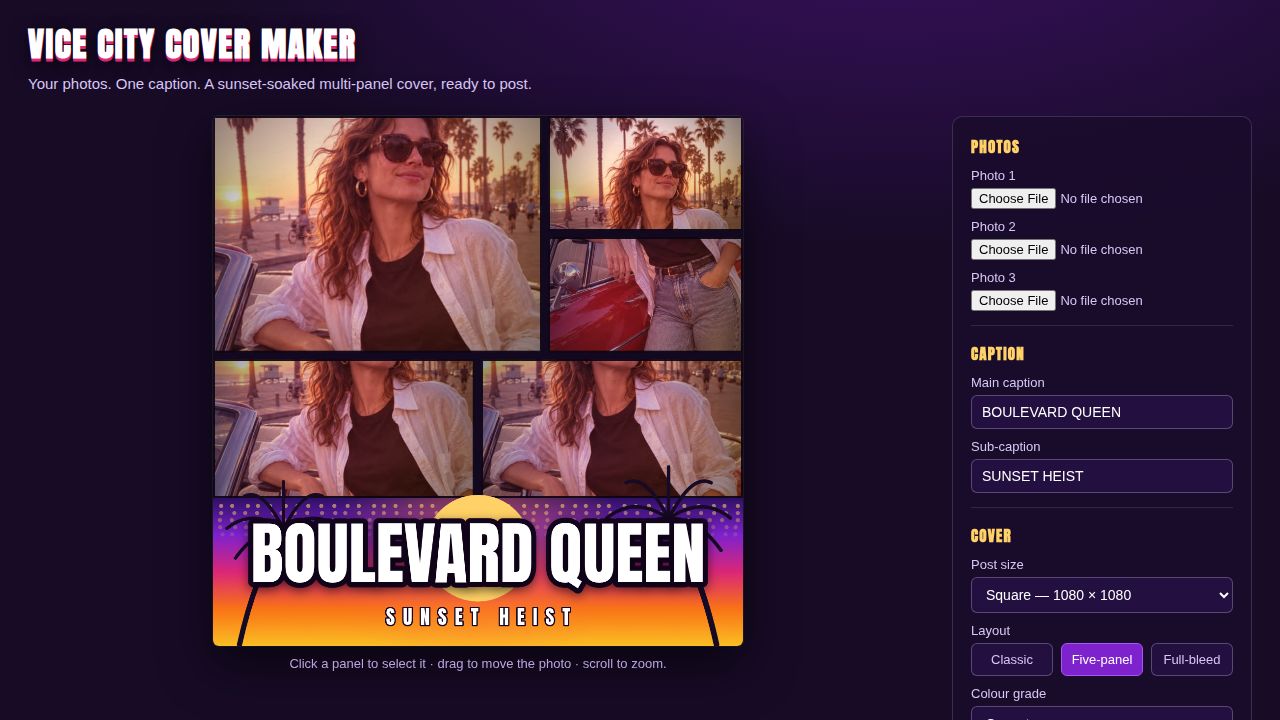 VICE CITY COVER MAKER
Your photos. One caption. A sunset-soaked multi-panel cover, ready to post.
BOULEVARD QUEEN
SUNSET HEIST
Click a panel to select it · drag to move the photo · scroll to zoom.
PHOTOS
Photo 1
Choose File No file chosen
Photo 2
Choose File No file chosen
Photo 3
Choose File No file chosen
CAPTION
Main caption
BOULEVARD QUEEN
Sub-caption
SUNSET HEIST
COVER
Post size
Square — 1080 × 1080
Layout
Classic Five-panel Full-bleed
Colour grade